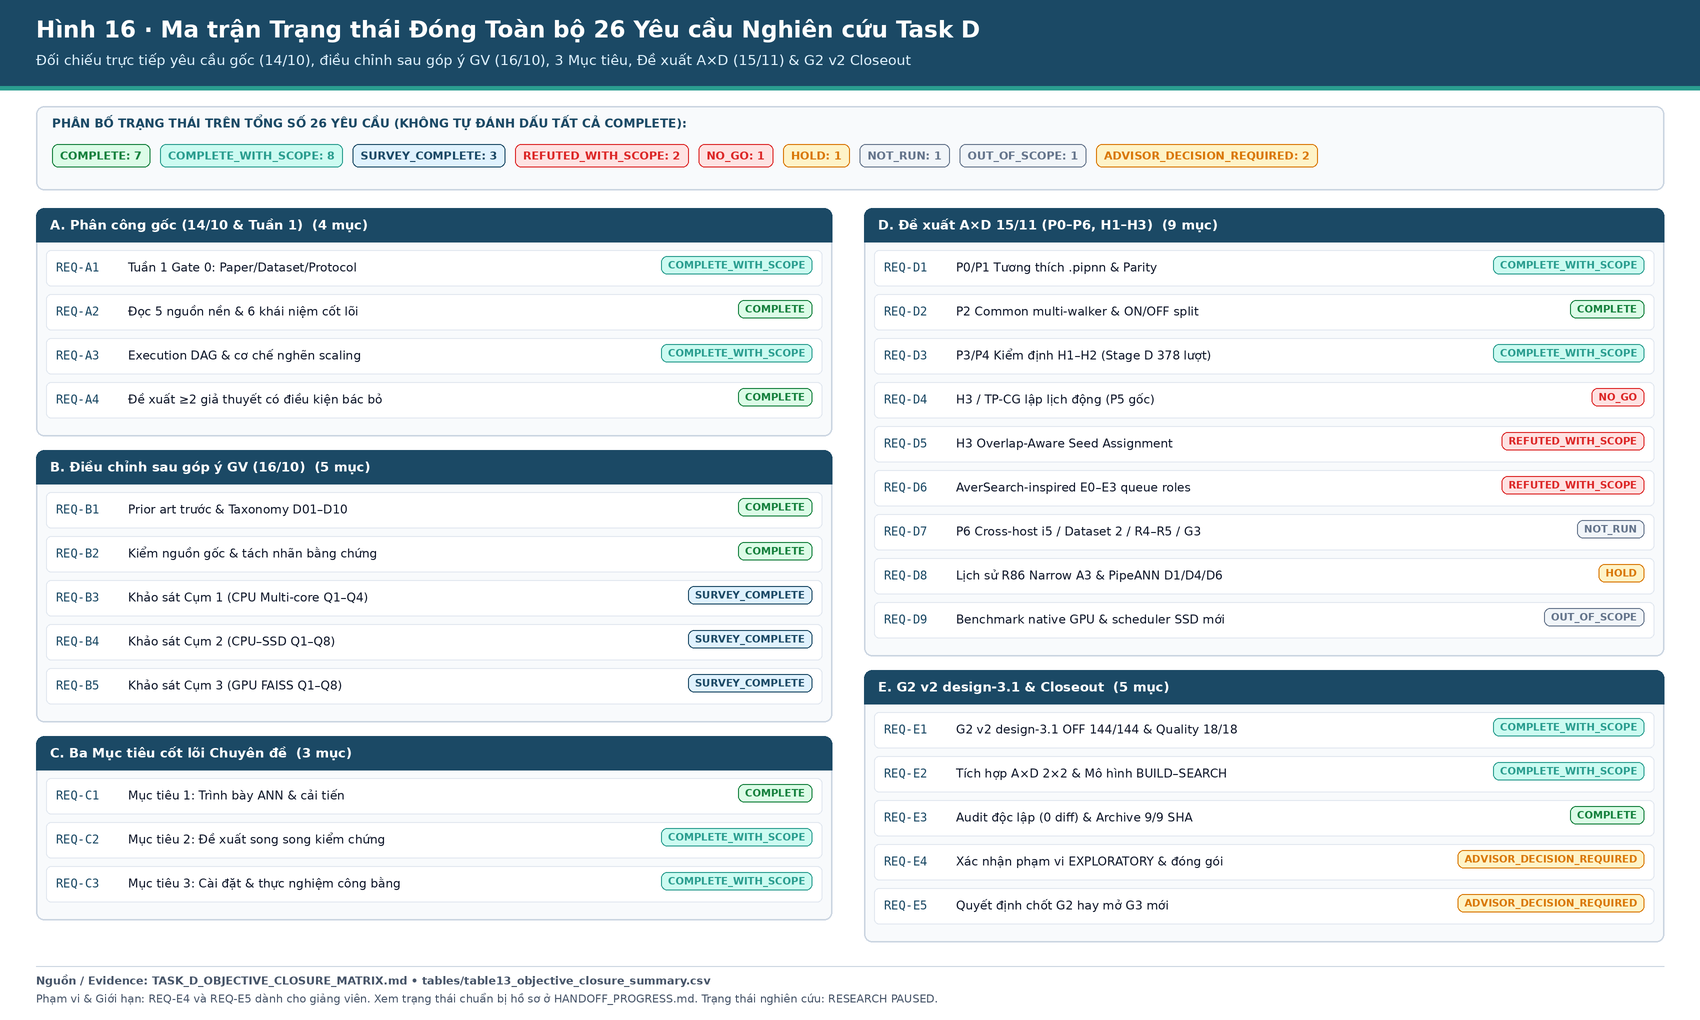 Hình 16 · Ma trận Trạng thái Đóng Toàn bộ 26 Yêu cầu Nghiên cứu Task D
Đối chiếu trực tiếp yêu cầu gốc (14/10), điều chỉnh sau góp ý GV (16/10), 3 Mục tiêu, Đề xuất A×D (15/11) & G2 v2 Closeout
PHÂN BỐ TRẠNG THÁI TRÊN TỔNG SỐ 26 YÊU CẦU (KHÔNG TỰ ĐÁNH DẤU TẤT CẢ COMPLETE):
COMPLETE: 7 COMPLETE_WITH_SCOPE: 8 SURVEY_COMPLETE: 3 REFUTED_WITH_SCOPE: 2 NO_GO: 1 HOLD: 1 NOT_RUN: 1 OUT_OF_SCOPE: 1 ADVISOR_DECISION_REQUIRED: 2
A. Phân công gốc (14/10 & Tuần 1) (4 mục)
REQ-A1 Tuần 1 Gate 0: Paper/Dataset/Protocol COMPLETE_WITH_SCOPE
REQ-A2 Đọc 5 nguồn nền & 6 khái niệm cốt lõi COMPLETE
REQ-A3 Execution DAG & cơ chế nghẽn scaling COMPLETE_WITH_SCOPE
REQ-A4 Đề xuất ≥2 giả thuyết có điều kiện bác bỏ COMPLETE
B. Điều chỉnh sau góp ý GV (16/10) (5 mục)
REQ-B1 Prior art trước & Taxonomy D01–D10 COMPLETE
REQ-B2 Kiểm nguồn gốc & tách nhãn bằng chứng COMPLETE
REQ-B3 Khảo sát Cụm 1 (CPU Multi-core Q1–Q4) SURVEY_COMPLETE
REQ-B4 Khảo sát Cụm 2 (CPU–SSD Q1–Q8) SURVEY_COMPLETE
REQ-B5 Khảo sát Cụm 3 (GPU FAISS Q1–Q8) SURVEY_COMPLETE
C. Ba Mục tiêu cốt lõi Chuyên đề (3 mục)
REQ-C1 Mục tiêu 1: Trình bày ANN & cải tiến COMPLETE
REQ-C2 Mục tiêu 2: Đề xuất song song kiểm chứng COMPLETE_WITH_SCOPE
REQ-C3 Mục tiêu 3: Cài đặt & thực nghiệm công bằng COMPLETE_WITH_SCOPE
D. Đề xuất A×D 15/11 (P0–P6, H1–H3) (9 mục)
REQ-D1 P0/P1 Tương thích .pipnn & Parity COMPLETE_WITH_SCOPE
REQ-D2 P2 Common multi-walker & ON/OFF split COMPLETE
REQ-D3 P3/P4 Kiểm định H1–H2 (Stage D 378 lượt) COMPLETE_WITH_SCOPE
REQ-D4 H3 / TP-CG lập lịch động (P5 gốc) NO_GO
REQ-D5 H3 Overlap-Aware Seed Assignment REFUTED_WITH_SCOPE
REQ-D6 AverSearch-inspired E0–E3 queue roles REFUTED_WITH_SCOPE
REQ-D7 P6 Cross-host i5 / Dataset 2 / R4–R5 / G3 NOT_RUN
REQ-D8 Lịch sử R86 Narrow A3 & PipeANN D1/D4/D6 HOLD
REQ-D9 Benchmark native GPU & scheduler SSD mới OUT_OF_SCOPE
E. G2 v2 design-3.1 & Closeout (5 mục)
REQ-E1 G2 v2 design-3.1 OFF 144/144 & Quality 18/18 COMPLETE_WITH_SCOPE
REQ-E2 Tích hợp A×D 2×2 & Mô hình BUILD–SEARCH COMPLETE_WITH_SCOPE
REQ-E3 Audit độc lập (0 diff) & Archive 9/9 SHA COMPLETE
REQ-E4 Xác nhận phạm vi EXPLORATORY & đóng gói ADVISOR_DECISION_REQUIRED
REQ-E5 Quyết định chốt G2 hay mở G3 mới ADVISOR_DECISION_REQUIRED
Nguồn / Evidence: TASK_D_OBJECTIVE_CLOSURE_MATRIX.md • tables/table13_objective_closure_summary.csv
Phạm vi & Giới hạn: REQ-E4 và REQ-E5 dành cho giảng viên. Xem trạng thái chuẩn bị hồ sơ ở HANDOFF_PROGRESS.md. Trạng thái nghiên cứu: RESEARCH PAUSED.